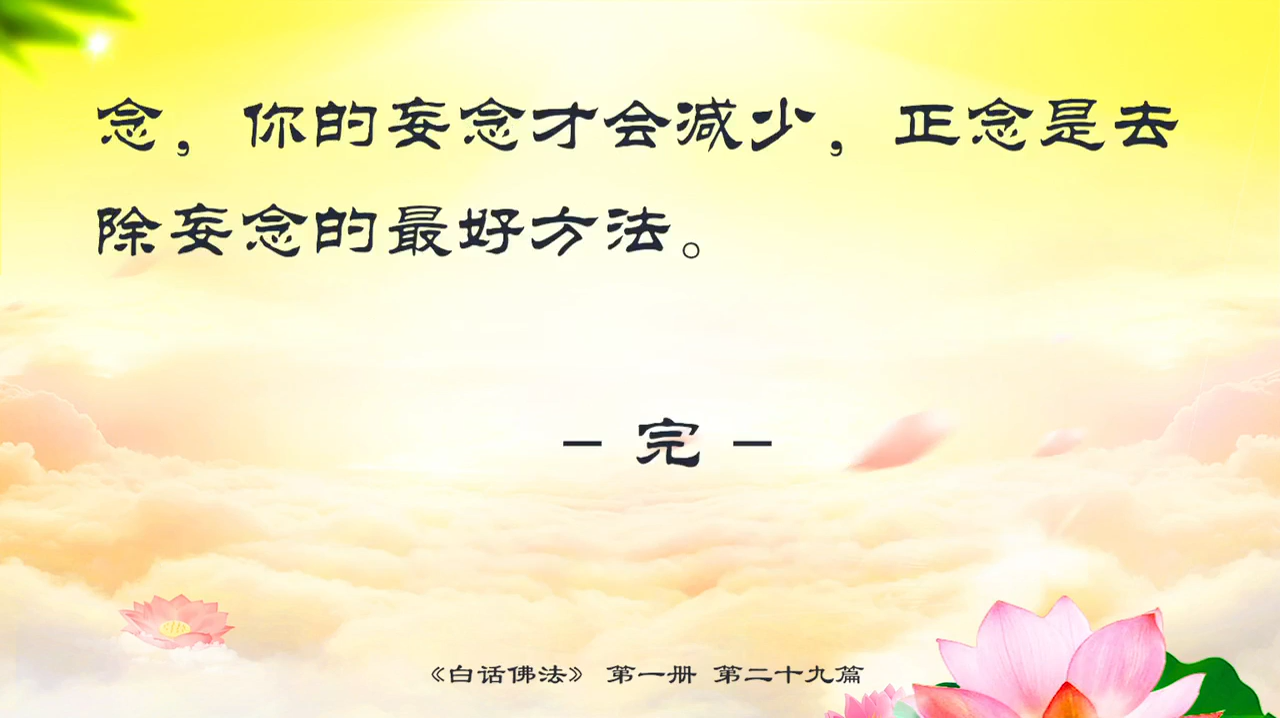 念，你的妄念才会减少，正念是去
除妄念的最好方法。
– 完 –
《白话佛法》 第一册 第二十九篇